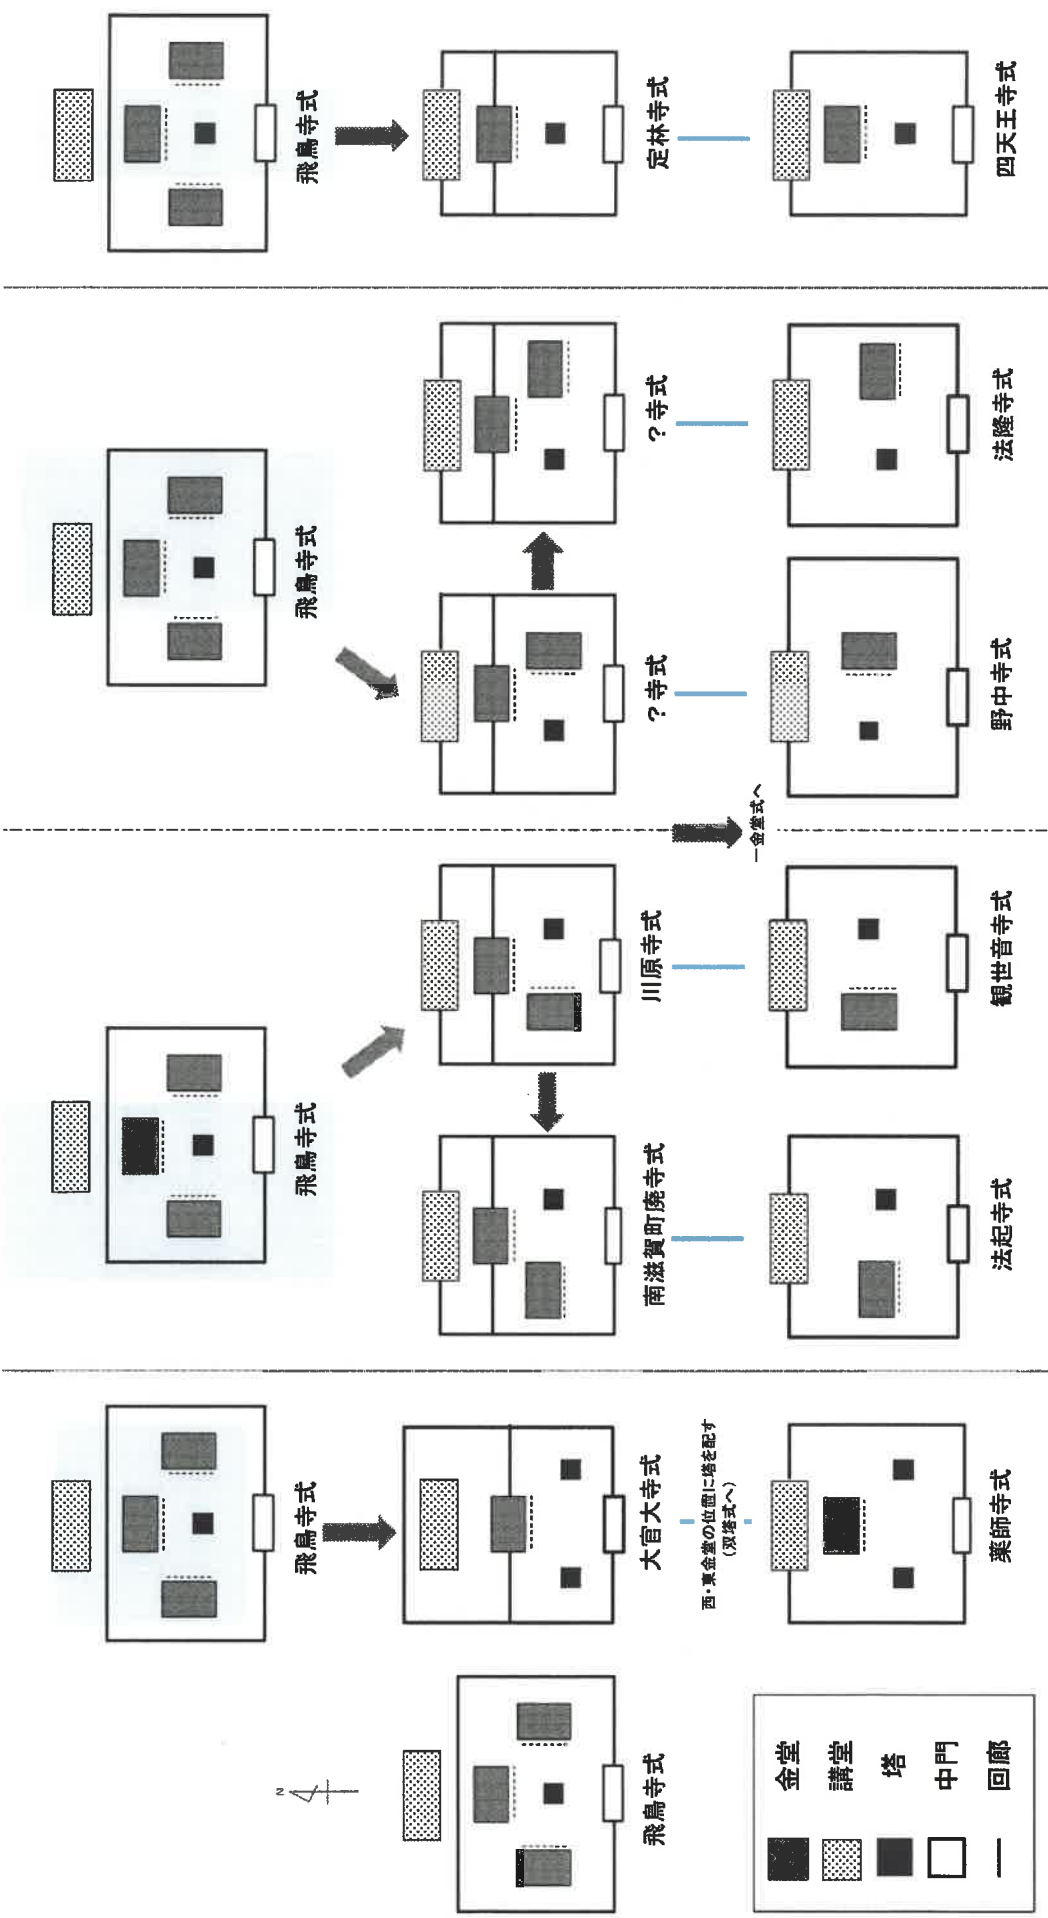 N
飛鳥寺式
飛鳥寺式
飛鳥寺式
飛鳥寺式
飛鳥寺式
大官大寺式
南滋賀町廃寺式
川原寺式
？寺式
？寺式
定林寺式
西・東金堂の位置に塔を配す
（双塔式へ）
一金堂式へ
金堂
講堂
塔
中門
回廊
薬師寺式
法起寺式
観世音寺式
野中寺式
法隆寺式
四天王寺式